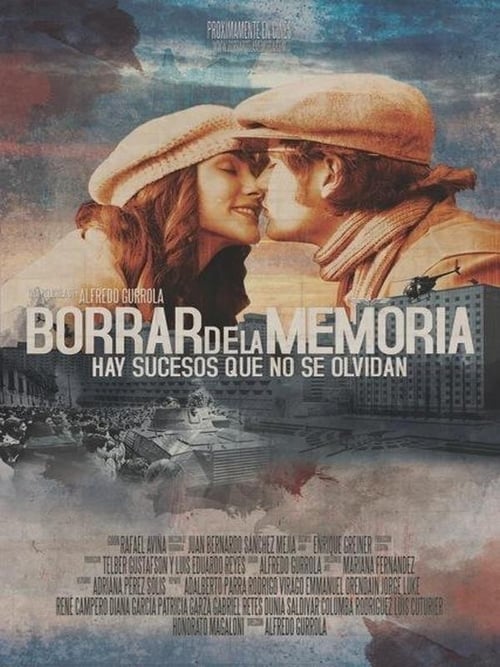 PROXIMAMENTE EN CINES
ALFREDO GURROLA
BORRAR DE LA MEMORIA
HAY SUCESOS QUE NO SE OLVIDAN
RAFAEL AVIÑA JUAN BERNARDO SANCHEZ MEJIA ENRIQUE GREINER
TELBER GUSTAFSON Y LUIS EDUARDO REYES ALFREDO GURROLA MARIANA FERNANDEZ
ADRIANA PEREZ SOLIS ADALBERTO PARRA RODRIGO VIRAGO EMMANUEL ORENDAIN JORGE LUKE
RENE CAMPERO DIANA GARCIA PATRICIA GARZA GABRIEL RETES DUNIA SALDIVAR COLUMBA RODRIGUEZ LUIS COUTURIER
HONORATO MAGALONI ALFREDO GURROLA